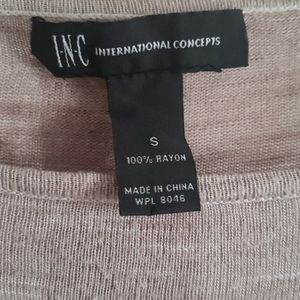 I·N·C INTERNATIONAL CONCEPTS
S
100% RAYON
MADE IN CHINA
WPL 8046